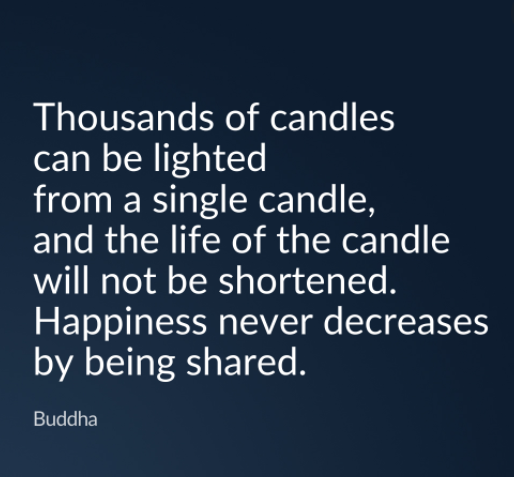 Thousands of candles
can be lighted
from a single candle,
and the life of the candle
will not be shortened.
Happiness never decreases
by being shared.
Buddha